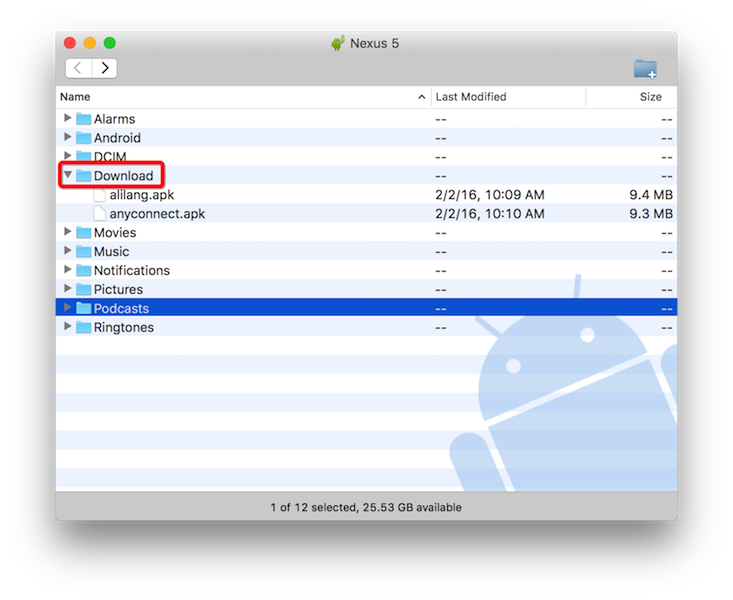 Nexus 5
Name Last Modified Size
Alarms -- --
Android -- --
DCIM -- --
Download -- --
alilang.apk 2/2/16, 10:09 AM 9.4 MB
anyconnect.apk 2/2/16, 10:10 AM 9.3 MB
Movies -- --
Music -- --
Notifications -- --
Pictures -- --
Podcasts -- --
Ringtones -- --
1 of 12 selected, 25.53 GB available